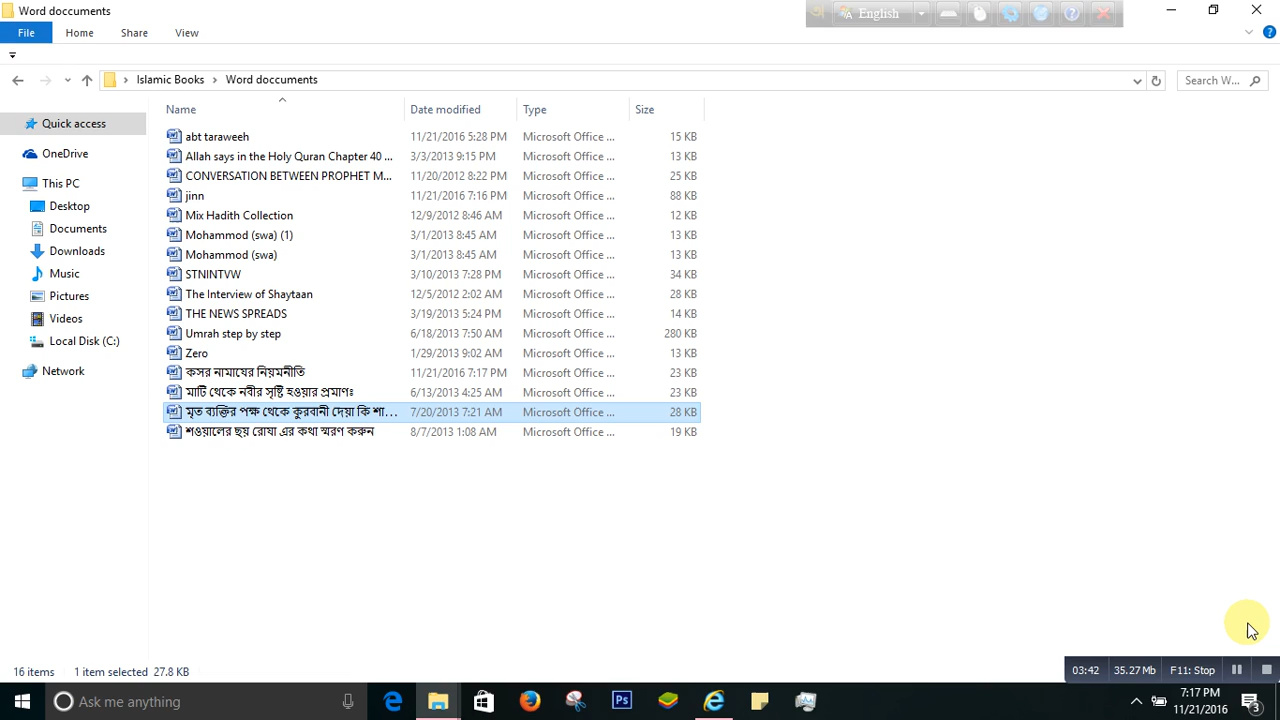 Word doccuments
English
File Home Share View
Islamic Books Word doccuments Search W...
Name Date modified Type Size
Quick access
OneDrive
This PC
Desktop
Documents
Downloads
Music
Pictures
Videos
Local Disk (C:)
Network
abt taraweeh 11/21/2016 5:28 PM Microsoft Office ... 15 KB
Allah says in the Holy Quran Chapter 40 ... 3/3/2013 9:15 PM Microsoft Office ... 13 KB
CONVERSATION BETWEEN PROPHET M... 11/20/2012 8:22 PM Microsoft Office ... 25 KB
jinn 11/21/2016 7:16 PM Microsoft Office ... 88 KB
Mix Hadith Collection 12/9/2012 8:46 AM Microsoft Office ... 12 KB
Mohammod (swa) (1) 3/1/2013 8:45 AM Microsoft Office ... 13 KB
Mohammod (swa) 3/1/2013 8:45 AM Microsoft Office ... 13 KB
STNINTVW 3/10/2013 7:28 PM Microsoft Office ... 34 KB
The Interview of Shaytaan 12/5/2012 2:02 AM Microsoft Office ... 28 KB
THE NEWS SPREADS 3/19/2013 5:24 PM Microsoft Office ... 14 KB
Umrah step by step 6/18/2013 7:50 AM Microsoft Office ... 280 KB
Zero 1/29/2013 9:02 AM Microsoft Office ... 13 KB
কসর নামাযের নিয়মনীতি 11/21/2016 7:17 PM Microsoft Office ... 23 KB
মাটি থেকে নবীর সৃষ্টি হওয়ার প্রমাণঃ 6/13/2013 4:25 AM Microsoft Office ... 23 KB
মৃত ব্যক্তির পক্ষ থেকে কুরবানী দেয়া কি শা... 7/20/2013 7:21 AM Microsoft Office ... 28 KB
শওয়ালের ছয় রোযা এর কথা স্মরণ করুন 8/7/2013 1:08 AM Microsoft Office ... 19 KB
16 items 1 item selected 27.8 KB
03:42 35.27 Mb F11: Stop
Ask me anything
7:17 PM
11/21/2016
3